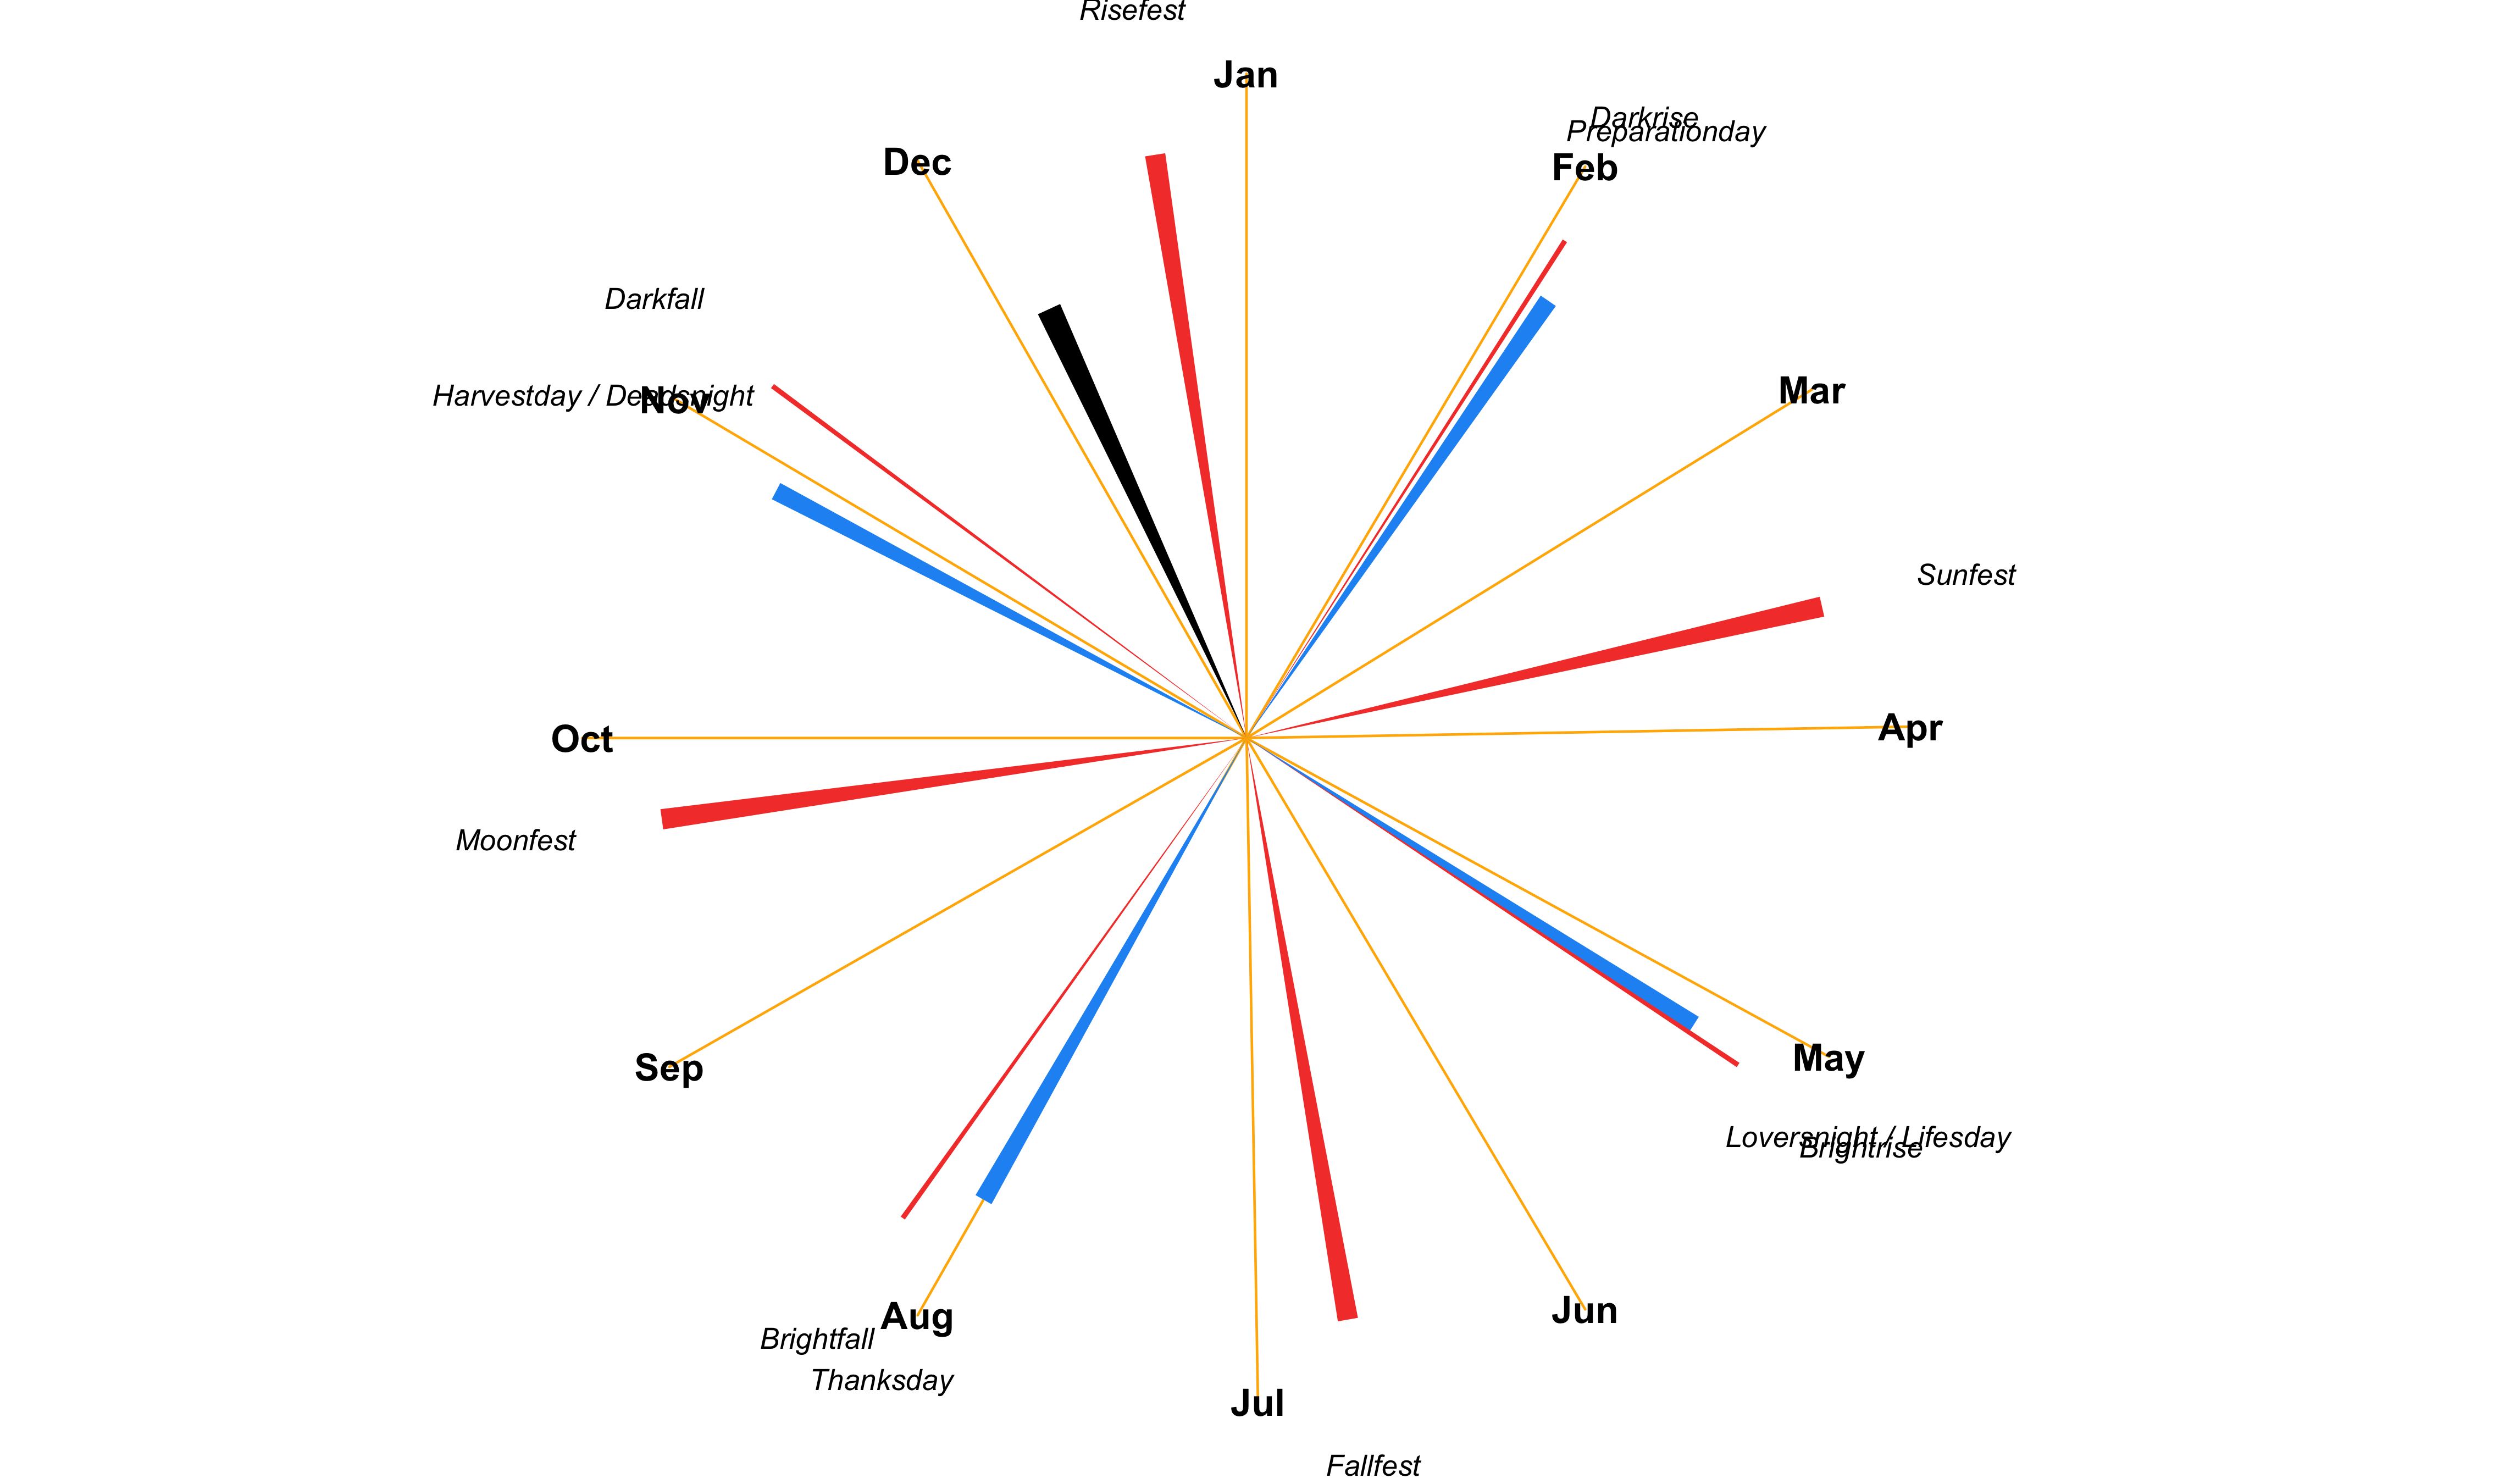 Risefest
Jan
Darkrise
Preparationday
Dec
Feb
Darkfall
Mar
Harvestday / Deadsnight
Nov
Sunfest
Apr
Oct
Moonfest
May
Sep
Loversnight / Lifesday
Brightrise
Jun
Aug
Brightfall
Thanksday
Jul
Fallfest